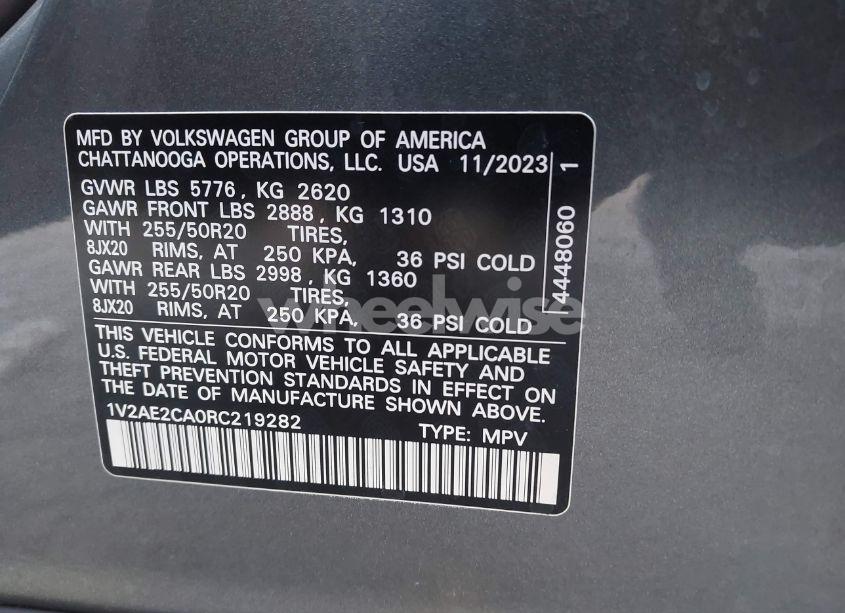 MFD BY VOLKSWAGEN GROUP OF AMERICA
CHATTANOOGA OPERATIONS, LLC. USA 11/2023
GVWR LBS 5776, KG 2620
GAWR FRONT LBS 2888, KG 1310
WITH 255/50R20 TIRES,
8JX20 RIMS, AT 250 KPA, 36 PSI COLD
GAWR REAR LBS 2998, KG 1360
WITH 255/50R20 TIRES,
8JX20 RIMS, AT 250 KPA, 36 PSI COLD
THIS VEHICLE CONFORMS TO ALL APPLICABLE
U.S. FEDERAL MOTOR VEHICLE SAFETY AND
THEFT PREVENTION STANDARDS IN EFFECT ON
THE DATE OF MANUFACTURE SHOWN ABOVE.
1V2AE2CA0RC219282 TYPE: MPV
4448060 1
wheelwise